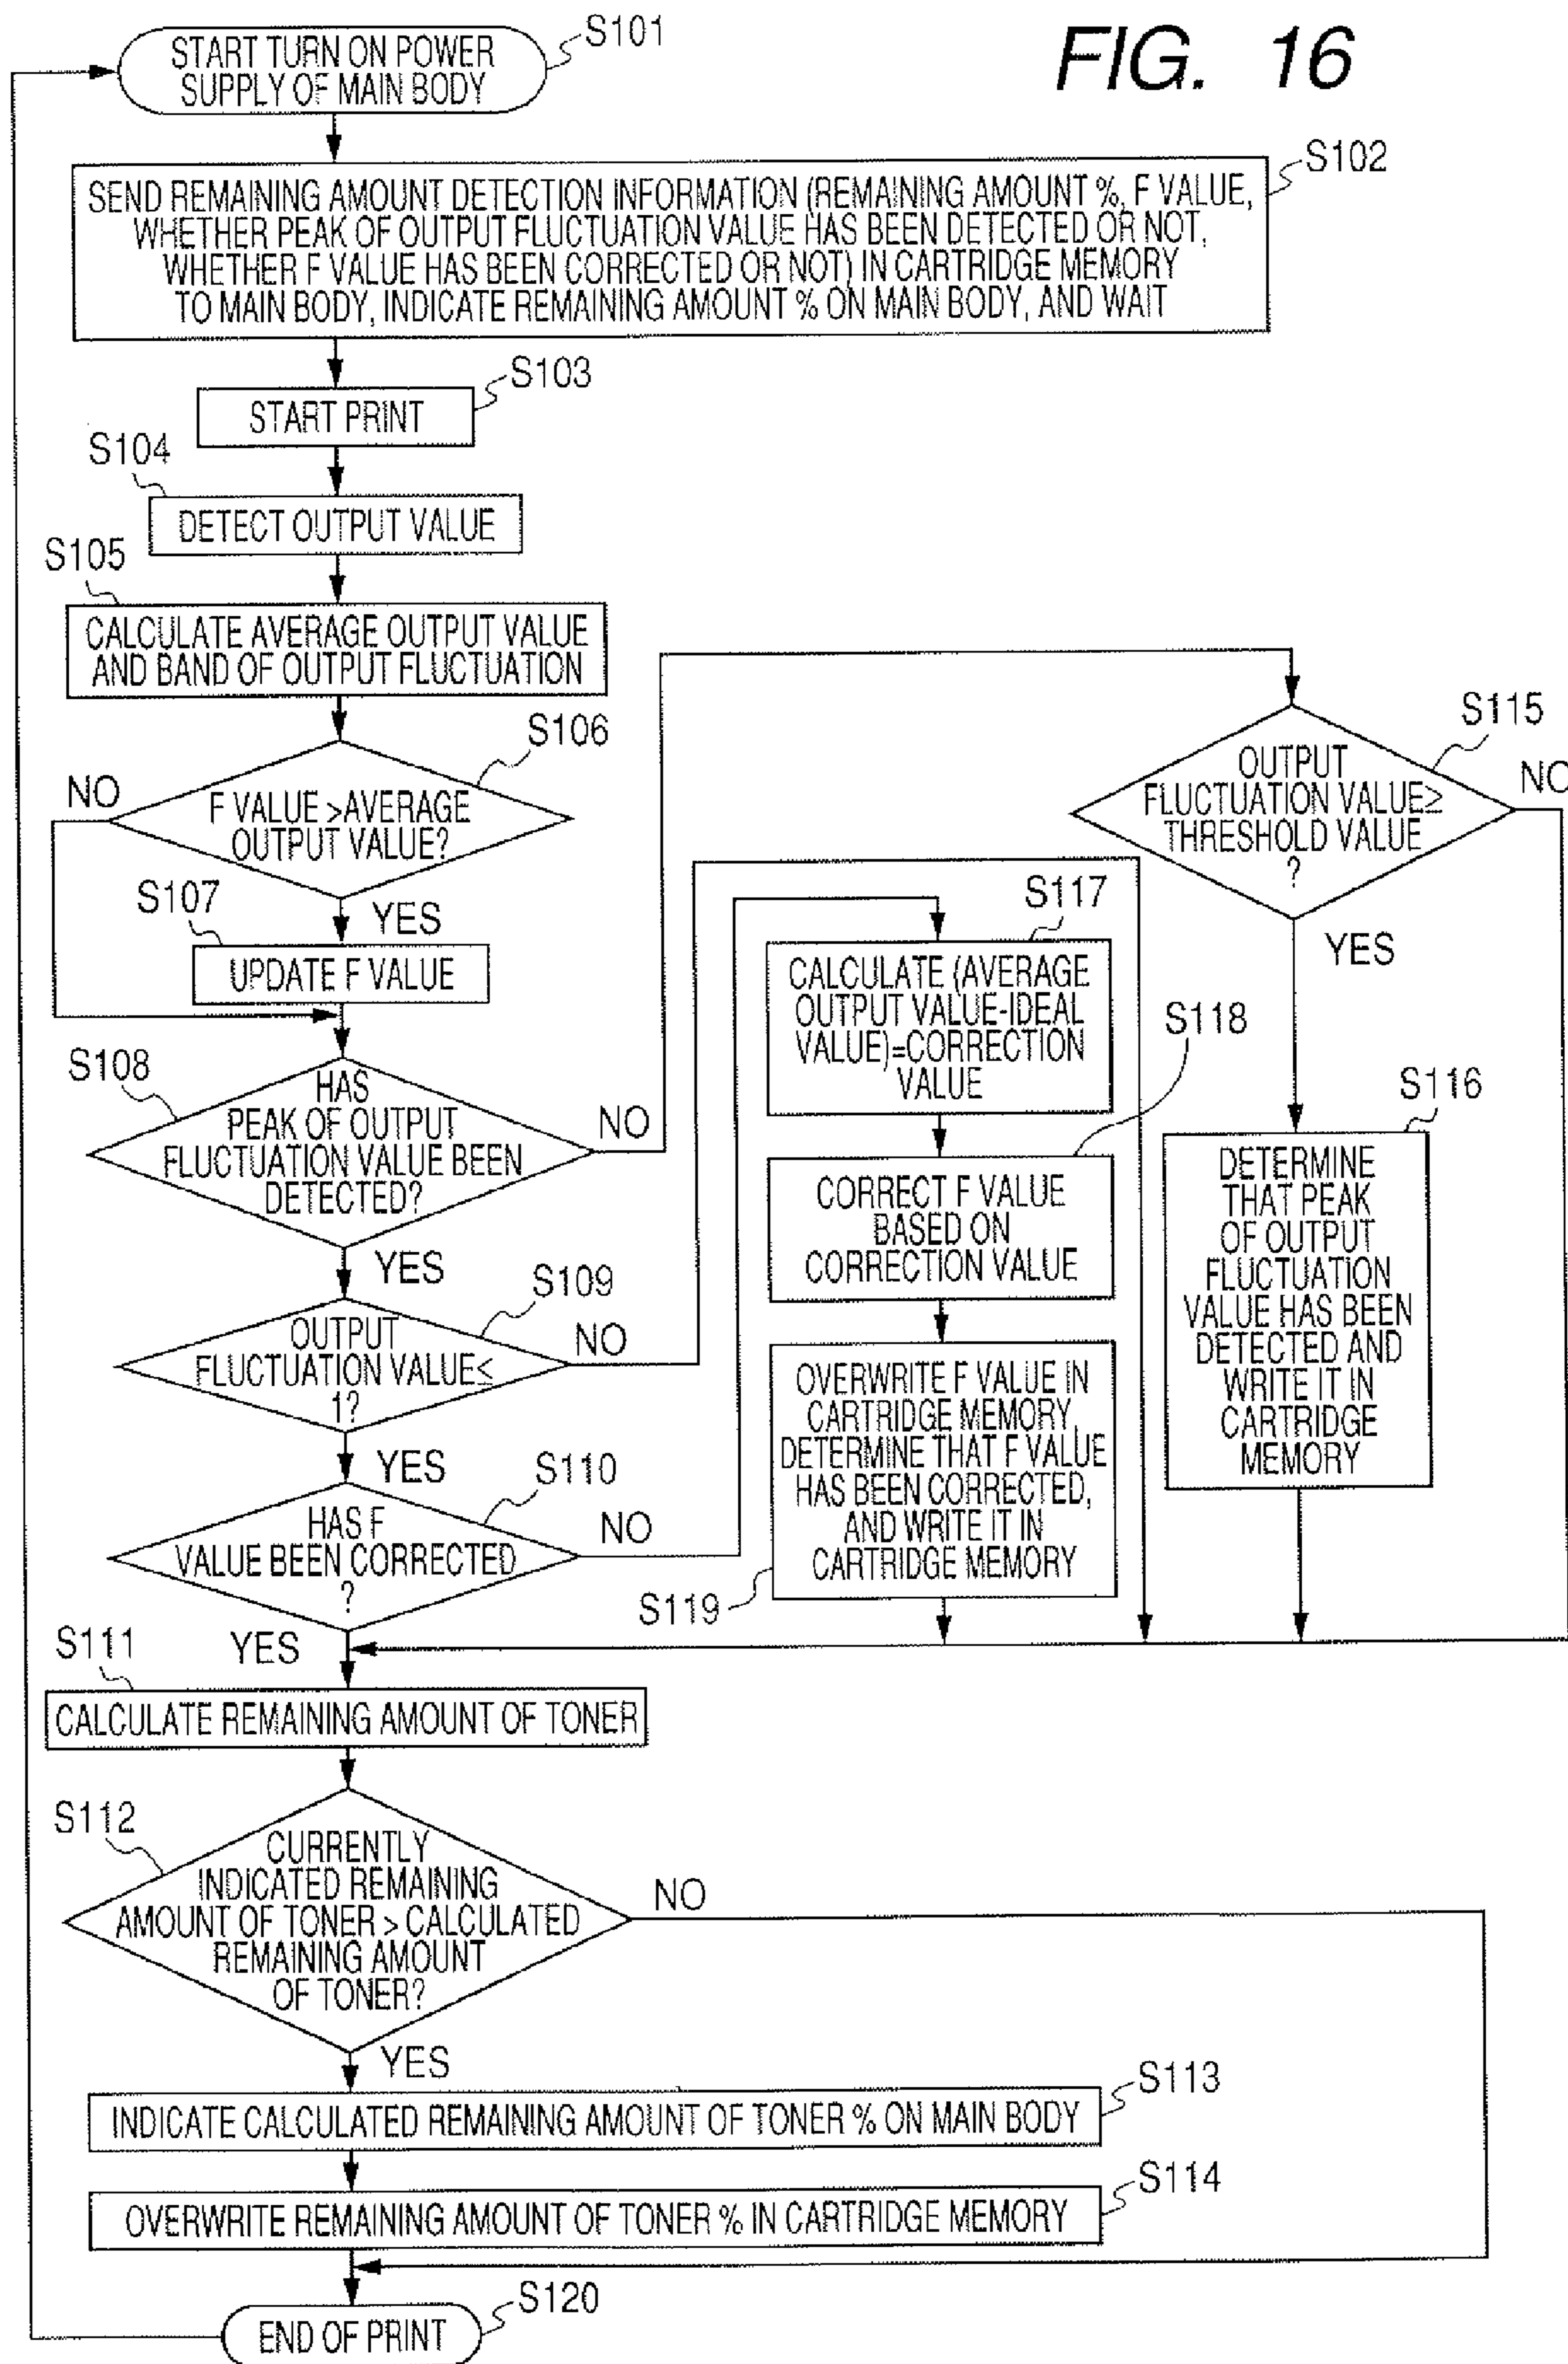 FIG. 16
START TURN ON POWER
SUPPLY OF MAIN BODY
S101
SEND REMAINING AMOUNT DETECTION INFORMATION (REMAINING AMOUNT %, F VALUE,
WHETHER PEAK OF OUTPUT FLUCTUATION VALUE HAS BEEN DETECTED OR NOT,
WHETHER F VALUE HAS BEEN CORRECTED OR NOT) IN CARTRIDGE MEMORY
TO MAIN BODY, INDICATE REMAINING AMOUNT % ON MAIN BODY, AND WAIT
S102
START PRINT
S103
S104
DETECT OUTPUT VALUE
S105
CALCULATE AVERAGE OUTPUT VALUE
AND BAND OF OUTPUT FLUCTUATION
S106
F VALUE >AVERAGE
OUTPUT VALUE?
NO
YES
S107
UPDATE F VALUE
S108
HAS
PEAK OF OUTPUT
FLUCTUATION VALUE BEEN
DETECTED?
NO
YES
S109
OUTPUT
FLUCTUATION VALUE≤
1?
NO
YES
S110
HAS F
VALUE BEEN CORRECTED
?
NO
YES
S115
OUTPUT
FLUCTUATION VALUE≥
THRESHOLD VALUE
?
NO
YES
S116
DETERMINE
THAT PEAK
OF OUTPUT
FLUCTUATION
VALUE HAS BEEN
DETECTED AND
WRITE IT IN
CARTRIDGE
MEMORY
S117
CALCULATE (AVERAGE
OUTPUT VALUE-IDEAL
VALUE)=CORRECTION
VALUE
S118
CORRECT F VALUE
BASED ON
CORRECTION VALUE
OVERWRITE F VALUE IN
CARTRIDGE MEMORY,
DETERMINE THAT F VALUE
HAS BEEN CORRECTED,
AND WRITE IT IN
CARTRIDGE MEMORY
S119
S111
CALCULATE REMAINING AMOUNT OF TONER
S112
CURRENTLY
INDICATED REMAINING
AMOUNT OF TONER > CALCULATED
REMAINING AMOUNT
OF TONER?
NO
YES
S113
INDICATE CALCULATED REMAINING AMOUNT OF TONER % ON MAIN BODY
S114
OVERWRITE REMAINING AMOUNT OF TONER % IN CARTRIDGE MEMORY
S120
END OF PRINT